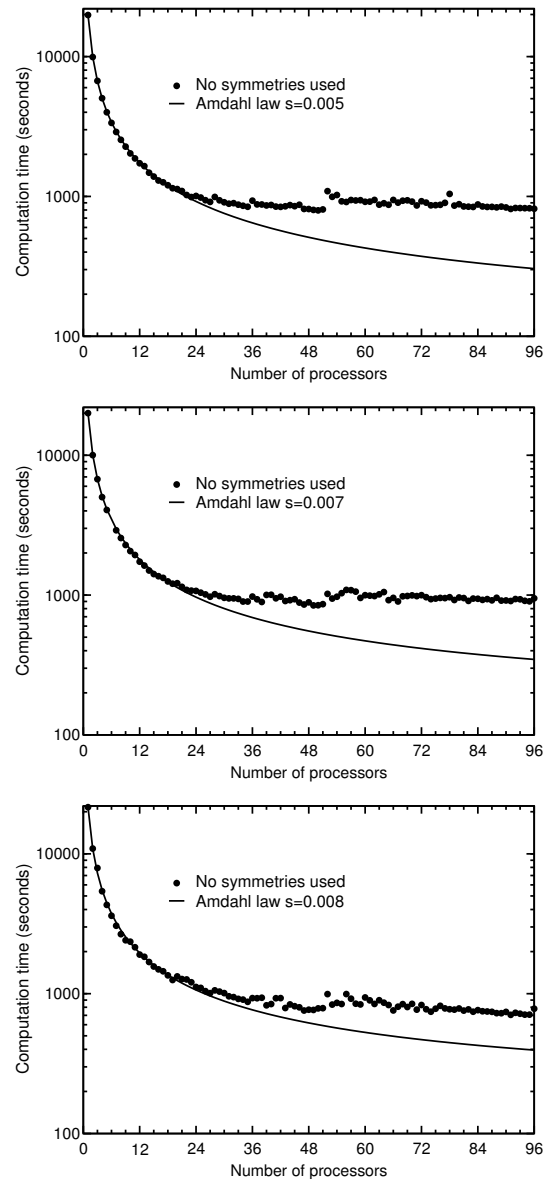 10000
1000
100
Computation time (seconds)
No symmetries used
Amdahl law s=0.005
0 12 24 36 48 60 72 84 96
Number of processors
10000
1000
100
Computation time (seconds)
No symmetries used
Amdahl law s=0.007
0 12 24 36 48 60 72 84 96
Number of processors
10000
1000
100
Computation time (seconds)
No symmetries used
Amdahl law s=0.008
0 12 24 36 48 60 72 84 96
Number of processors